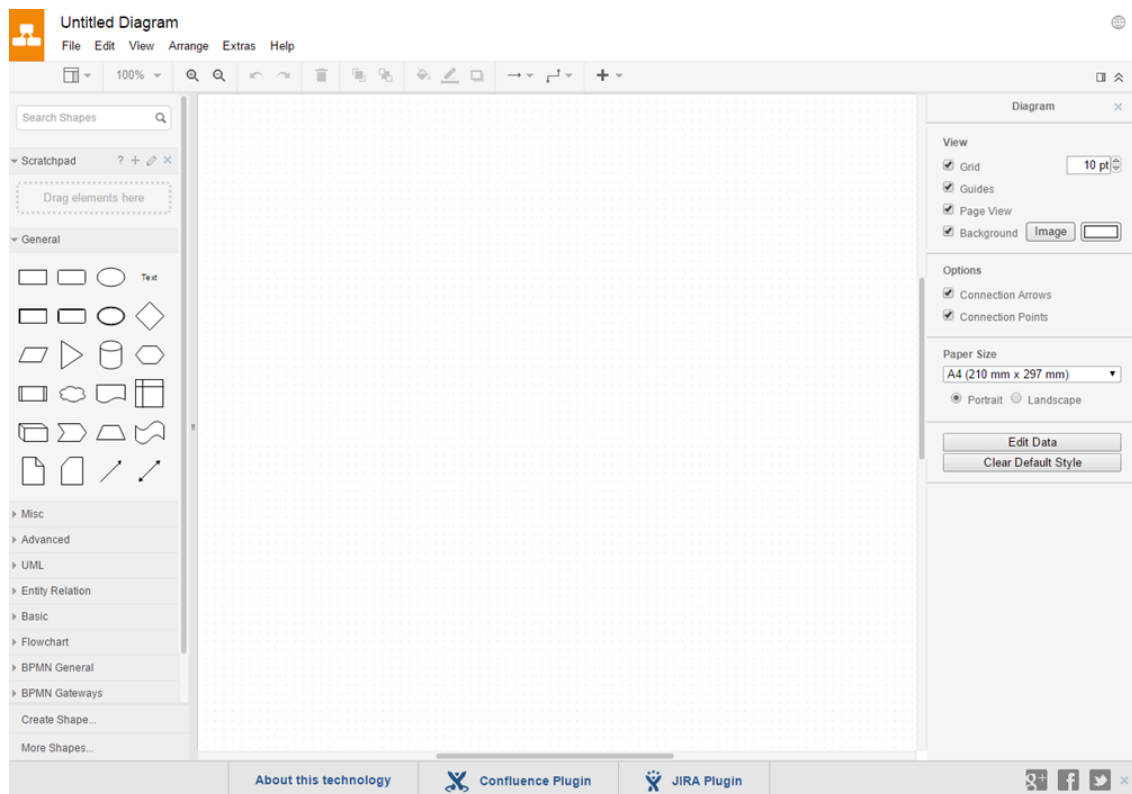 Untitled Diagram
File Edit View Arrange Extras Help
100%
Search Shapes
Scratchpad ?
Drag elements here
General
Text
Misc
Advanced
UML
Entity Relation
Basic
Flowchart
BPMN General
BPMN Gateways
Create Shape...
More Shapes...
Diagram
View
Grid 10 pt
Guides
Page View
Background Image
Options
Connection Arrows
Connection Points
Paper Size
A4 (210 mm x 297 mm)
Portrait Landscape
Edit Data
Clear Default Style
About this technology Confluence Plugin JIRA Plugin g+ f